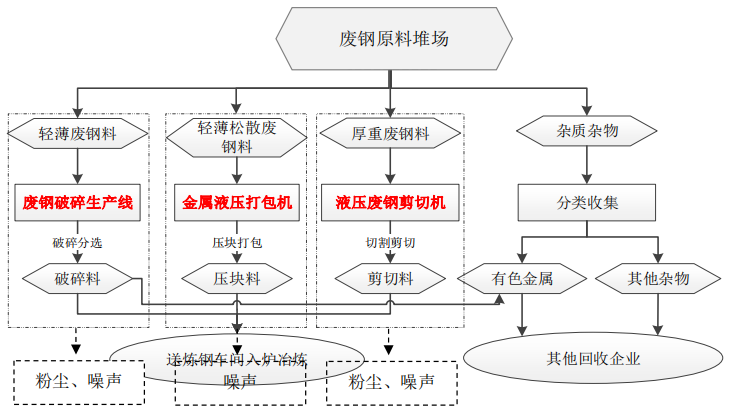 废钢原料堆场
轻薄废钢料
轻薄松散废
钢料
厚重废钢料
杂质杂物
废钢破碎生产线
金属液压打包机
液压废钢剪切机
分类收集
破碎分选
压块打包
切割剪切
破碎料
压块料
剪切料
有色金属
其他杂物
送炼钢车间入炉冶炼
其他回收企业
粉尘、噪声
噪声
粉尘、噪声